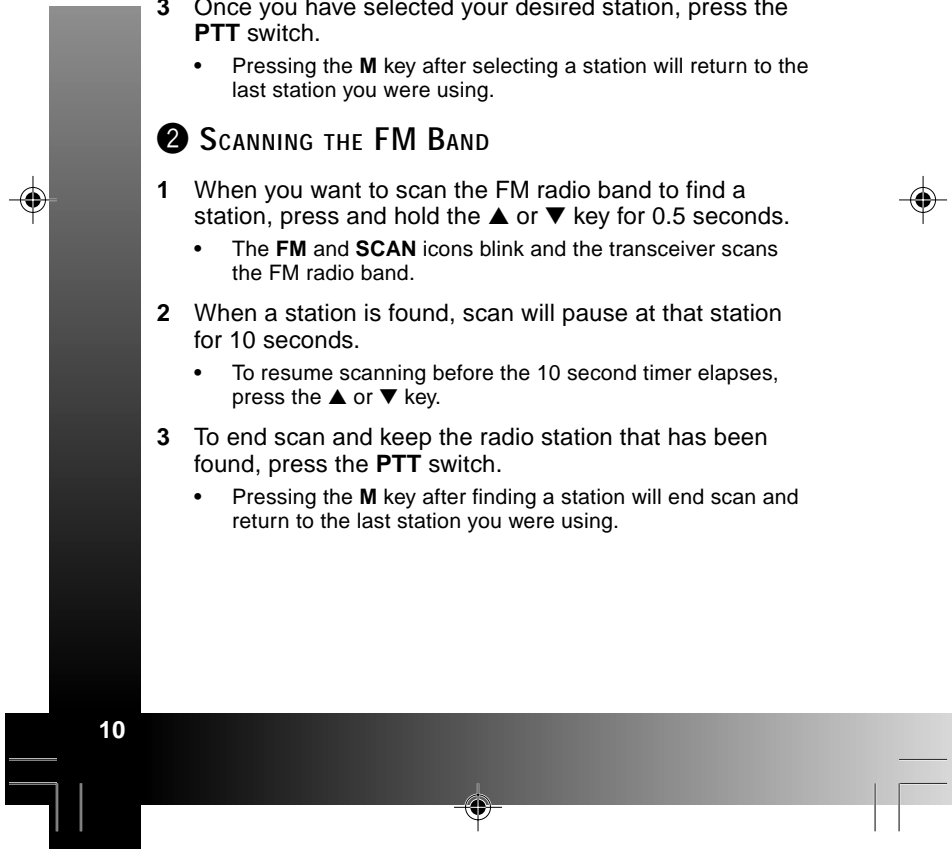 3 Once you have selected your desired station, press the
PTT switch.
• Pressing the M key after selecting a station will return to the
last station you were using.
❷ SCANNING THE FM BAND
1 When you want to scan the FM radio band to find a
station, press and hold the ▲ or ▼ key for 0.5 seconds.
• The FM and SCAN icons blink and the transceiver scans
the FM radio band.
2 When a station is found, scan will pause at that station
for 10 seconds.
• To resume scanning before the 10 second timer elapses,
press the ▲ or ▼ key.
3 To end scan and keep the radio station that has been
found, press the PTT switch.
• Pressing the M key after finding a station will end scan and
return to the last station you were using.
10